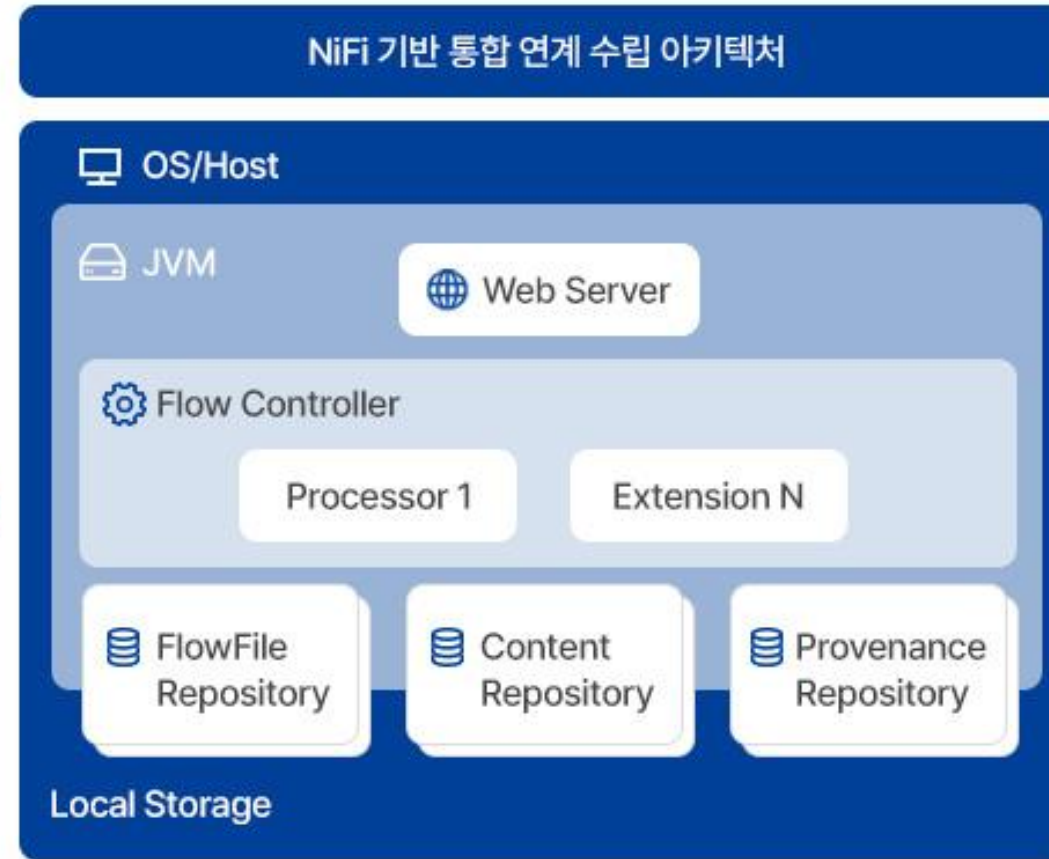 NiFi 기반 통합 연계 수립 아키텍처
OS/Host
JVM
Web Server
Flow Controller
Processor 1
Extension N
FlowFile
Repository
Content
Repository
Provenance
Repository
Local Storage